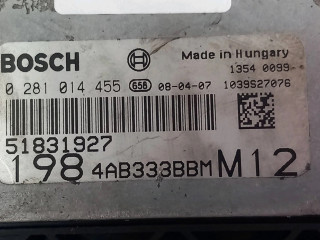 BOSCH Made in Hungary
1354 0099-
0 281 014 455 658 08-04-07 1039S27076
51831927
198 4AB333BBM M12